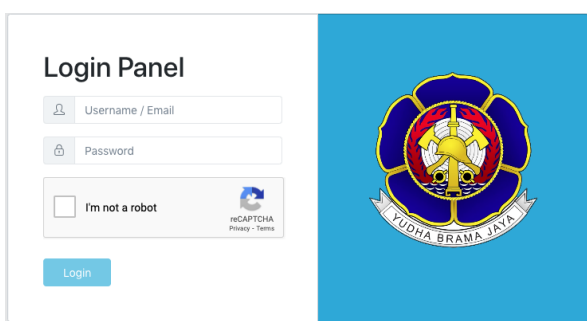 Login Panel
Username / Email
Password
I'm not a robot
reCAPTCHA
Privacy - Terms
Login
YUDHA BRAMA JAYA